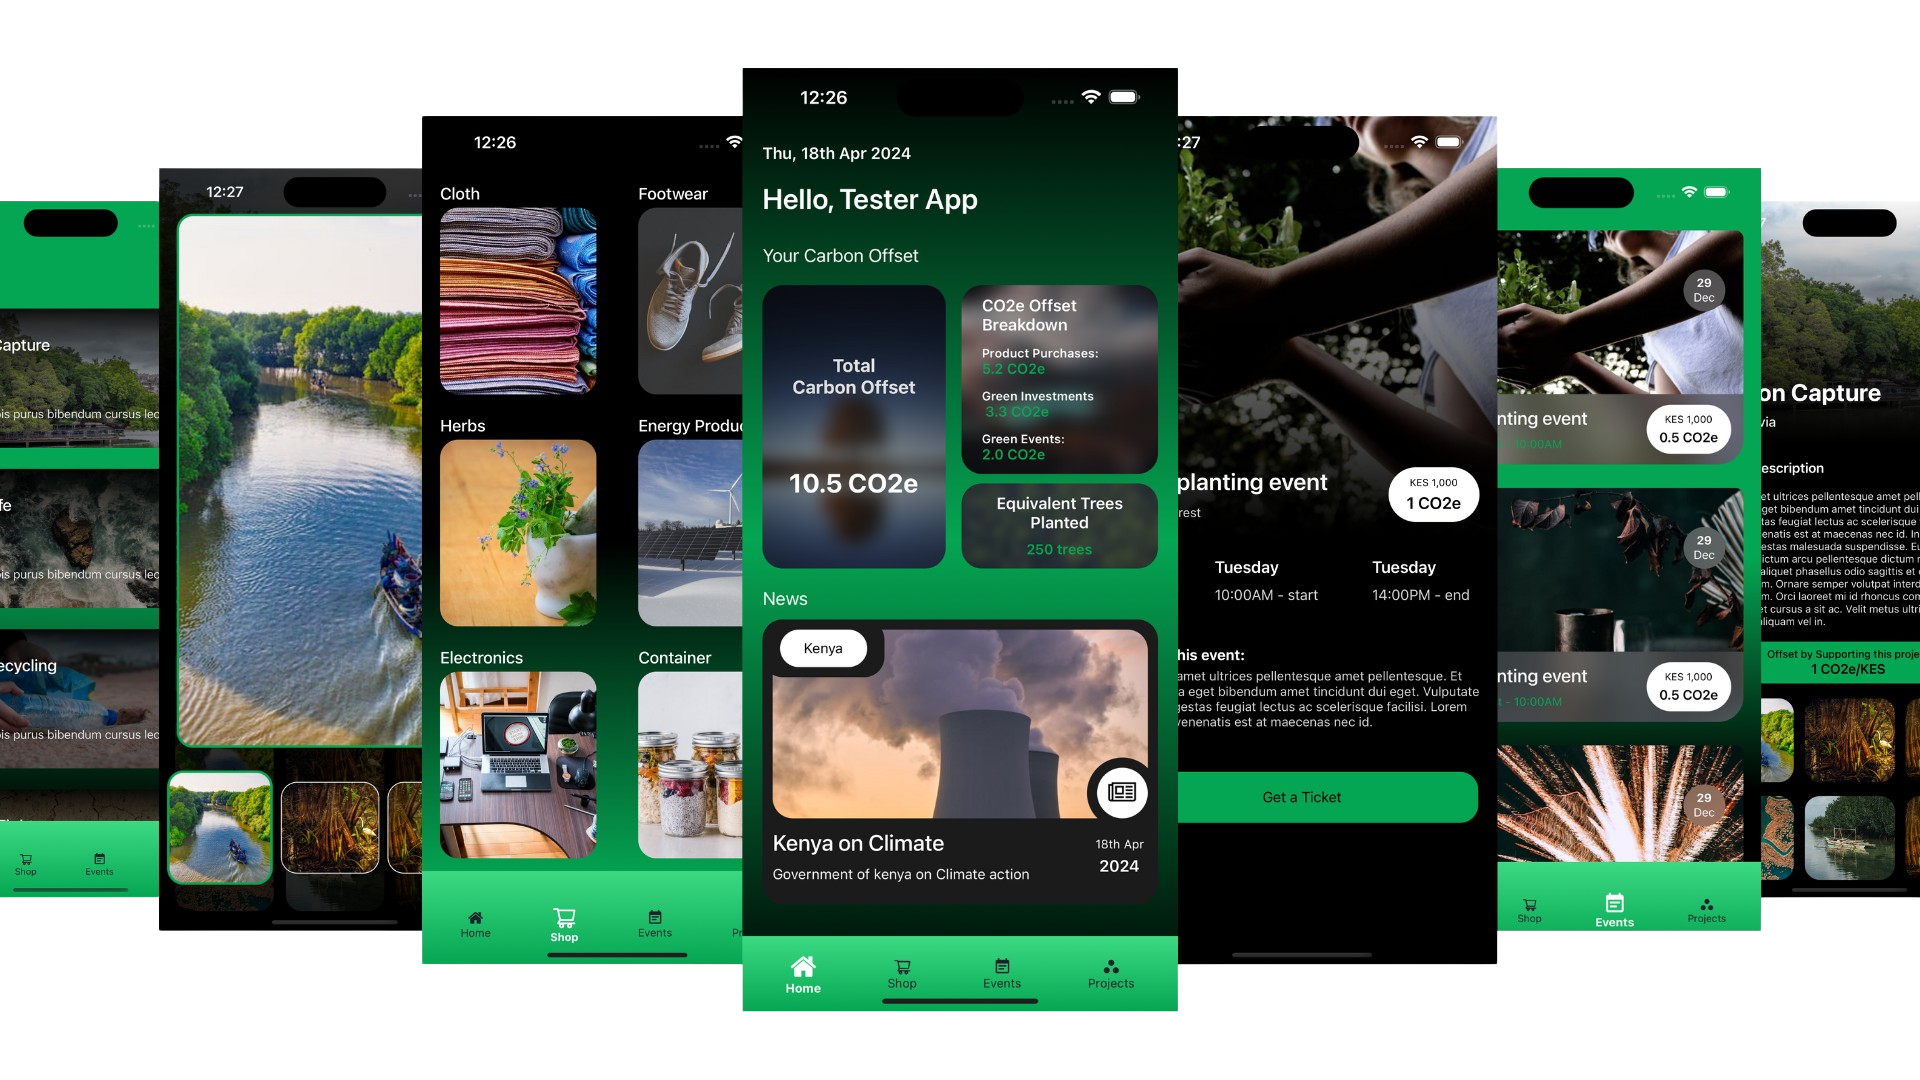 Capture
is purus bibendum cursus lec
fe
is purus bibendum cursus lec
ecycling
is purus bibendum cursus lec
Shop
Events
12:27
12:26
Cloth
Footwear
Herbs
Energy Produ
Electronics
Container
Home
Shop
Events
Pr
12:26
Thu, 18th Apr 2024
Hello, Tester App
Your Carbon Offset
Total
Carbon Offset
10.5 CO2e
CO2e Offset
Breakdown
Product Purchases:
5.2 CO2e
Green Investments
3.3 CO2e
Green Events:
2.0 CO2e
Equivalent Trees
Planted
250 trees
News
Kenya
Kenya on Climate
Government of kenya on Climate action
18th Apr
2024
Home
Shop
Events
Projects
:27
planting event
rest
KES 1,000
1 CO2e
Tuesday
10:00AM - start
Tuesday
14:00PM - end
his event:
amet ultrices pellentesque amet pellentesque. Et
a eget bibendum amet tincidunt dui eget. Vulputate
gestas feugiat lectus ac scelerisque facilisi. Lorem
venenatis est at maecenas nec id.
Get a Ticket
29
Dec
nting event
- 10:00AM
KES 1,000
0.5 CO2e
29
Dec
nting event
t - 10:00AM
KES 1,000
0.5 CO2e
29
Dec
Shop
Events
Projects
on Capture
via
escription
et ultrices pellentesque amet pell
get bibendum amet tincidunt dui
tas feugiat lectus ac scelerisque
enatis est at maecenas nec id. In
estas malesuada suspendisse. Eu
ictum arcu pellentesque dictum
aliquet phasellus odio sagittis et
m. Ornare semper volutpat interd
m. Orci laoreet mi id rhoncus com
et cursus a sit ac. Velit metus ultri
aliquam vel in.
Offset by Supporting this proje
1 CO2e/KES